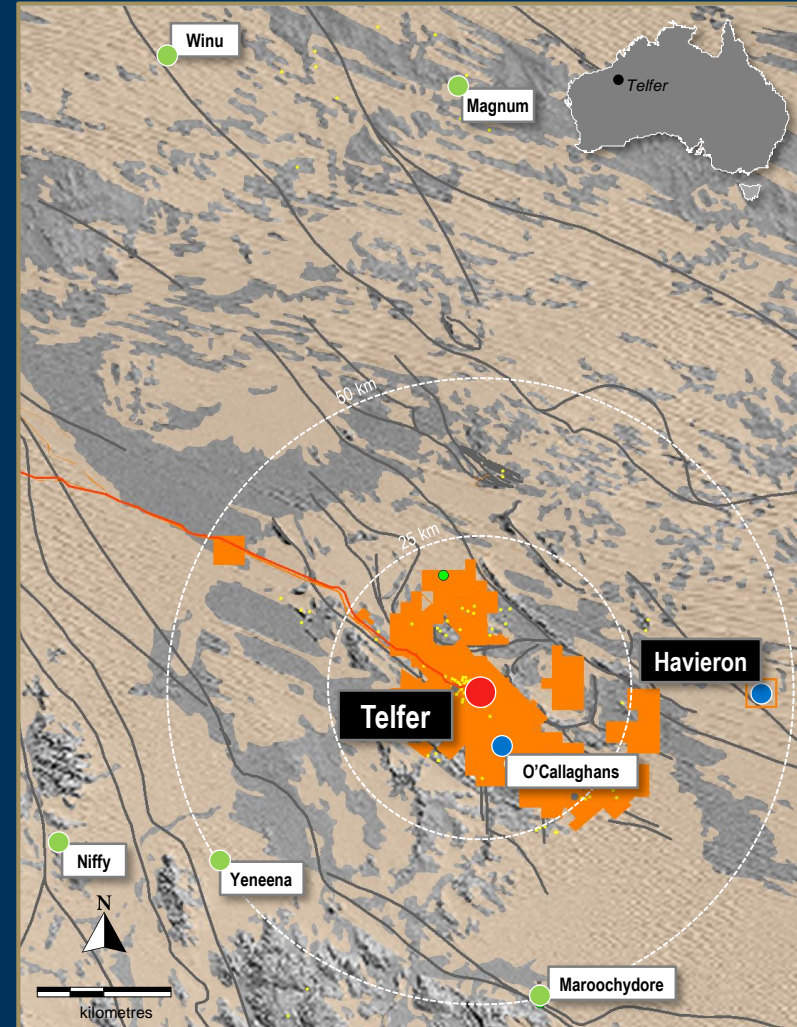 Winu
Magnum
Telfer
50 km
25 km
Havieron
Telfer
O'Callaghans
Niffy
Yeneena
N
Maroochydore
kilometres